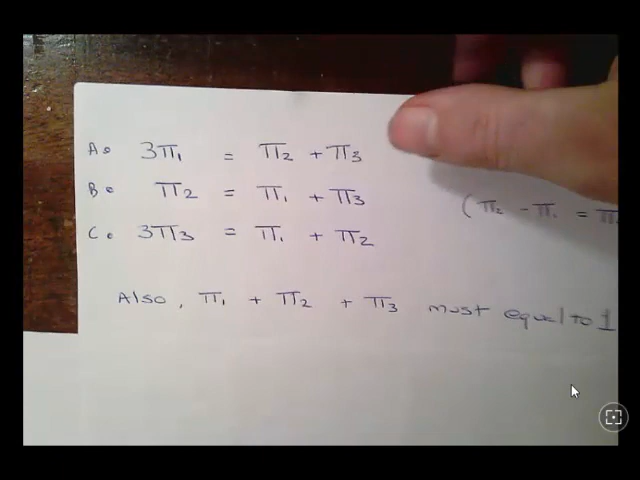 A: 3π1 = π2 + π3
B: π2 = π1 + π3
(π2 - π1 = π
C: 3π3 = π1 + π2
Also, π1 + π2 + π3 must equal to 1